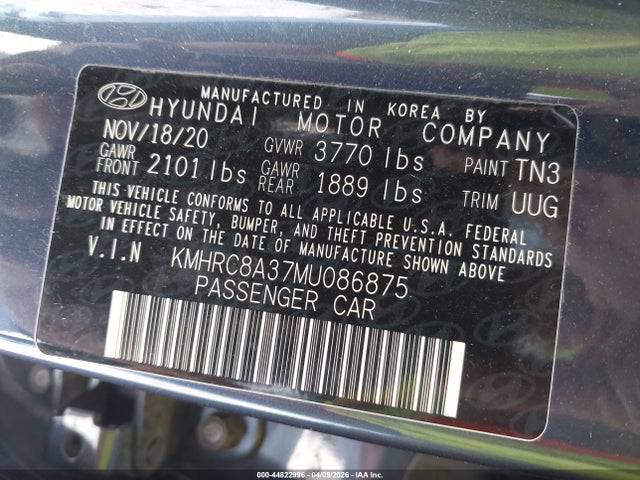 MANUFACTURED IN KOREA BY
HYUNDAI MOTOR COMPANY
NOV/18/20 GVWR 3770 lbs PAINT TN3
GAWR FRONT 2101 lbs GAWR REAR 1889 lbs TRIM UUG
THIS VEHICLE CONFORMS TO ALL APPLICABLE U.S.A. FEDERAL
MOTOR VEHICLE SAFETY, BUMPER, AND THEFT PREVENTION STANDARDS
IN EFFECT ON THE DATE OF MANUFACTURE SHOWN ABOVE
V.I.N KMHRC8A37MU086875
PASSENGER CAR
000-44822996 - 04/09/2026 - IAA Inc.